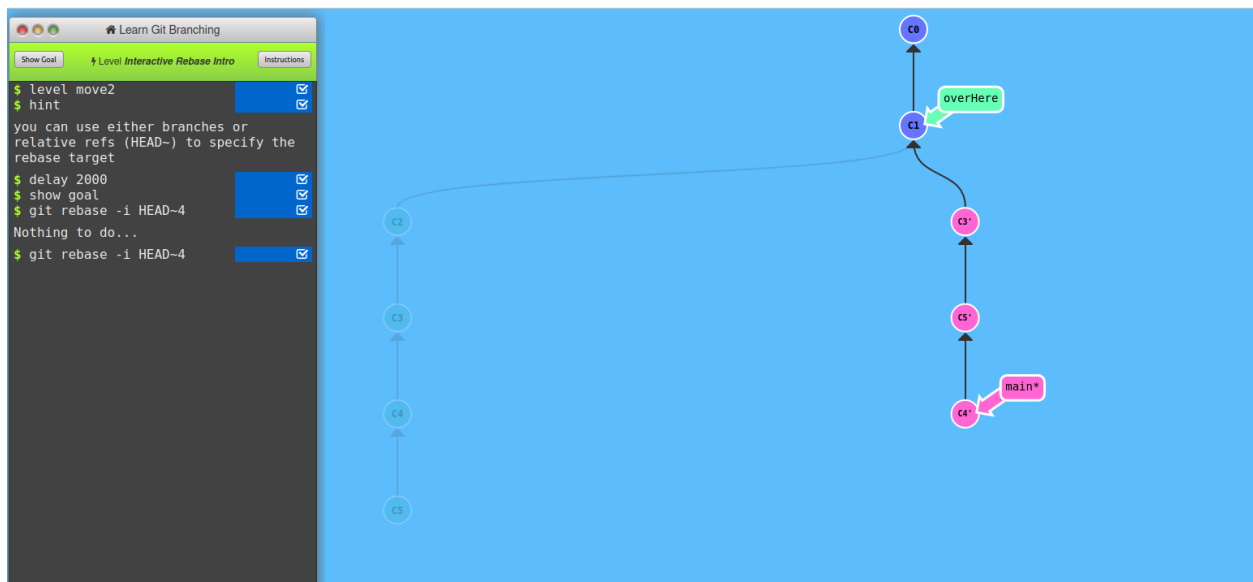 Learn Git Branching
Show Goal
Level Interactive Rebase Intro
Instructions
$ level move2
$ hint
you can use either branches or
relative refs (HEAD~) to specify the
rebase target
$ delay 2000
$ show goal
$ git rebase -i HEAD~4
Nothing to do...
$ git rebase -i HEAD~4
C0
overHere
C1
C2
C3'
C3
C5'
main*
C4
C4'
C5